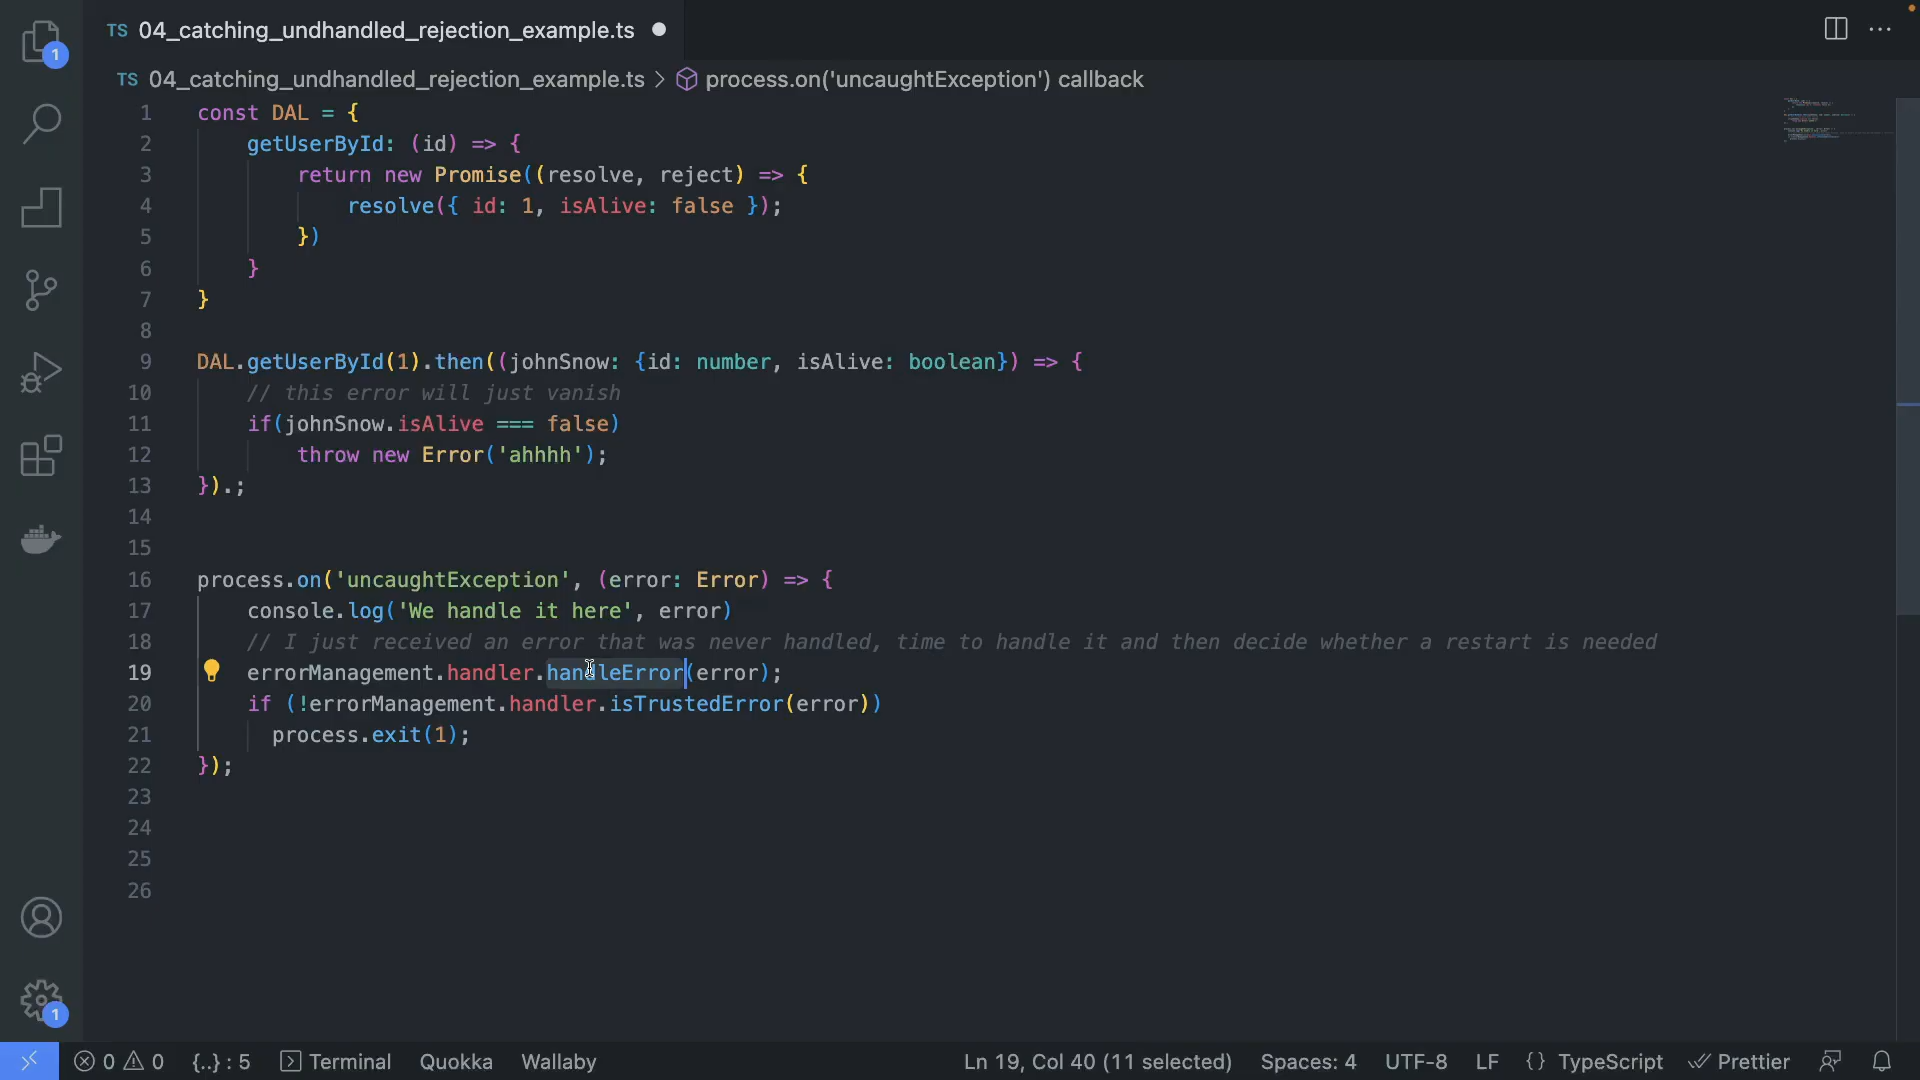 TS 04_catching_undhandled_rejection_example.ts
TS 04_catching_undhandled_rejection_example.ts > process.on('uncaughtException') callback
1 const DAL = {
2 getUserById: (id) => {
3 return new Promise((resolve, reject) => {
4 resolve({ id: 1, isAlive: false });
5 })
6 }
7 }
8
9 DAL.getUserById(1).then((johnSnow: {id: number, isAlive: boolean}) => {
10 // this error will just vanish
11 if(johnSnow.isAlive === false)
12 throw new Error('ahhhh');
13 }).;
14
15
16 process.on('uncaughtException', (error: Error) => {
17 console.log('We handle it here', error)
18 // I just received an error that was never handled, time to handle it and then decide whether a restart is needed
19 errorManagement.handler.handleError(error);
20 if (!errorManagement.handler.isTrustedError(error))
21 process.exit(1);
22 });
23
24
25
26
1
1
0 0 {..} : 5 Terminal Quokka Wallaby Ln 19, Col 40 (11 selected) Spaces: 4 UTF-8 LF {} TypeScript Prettier